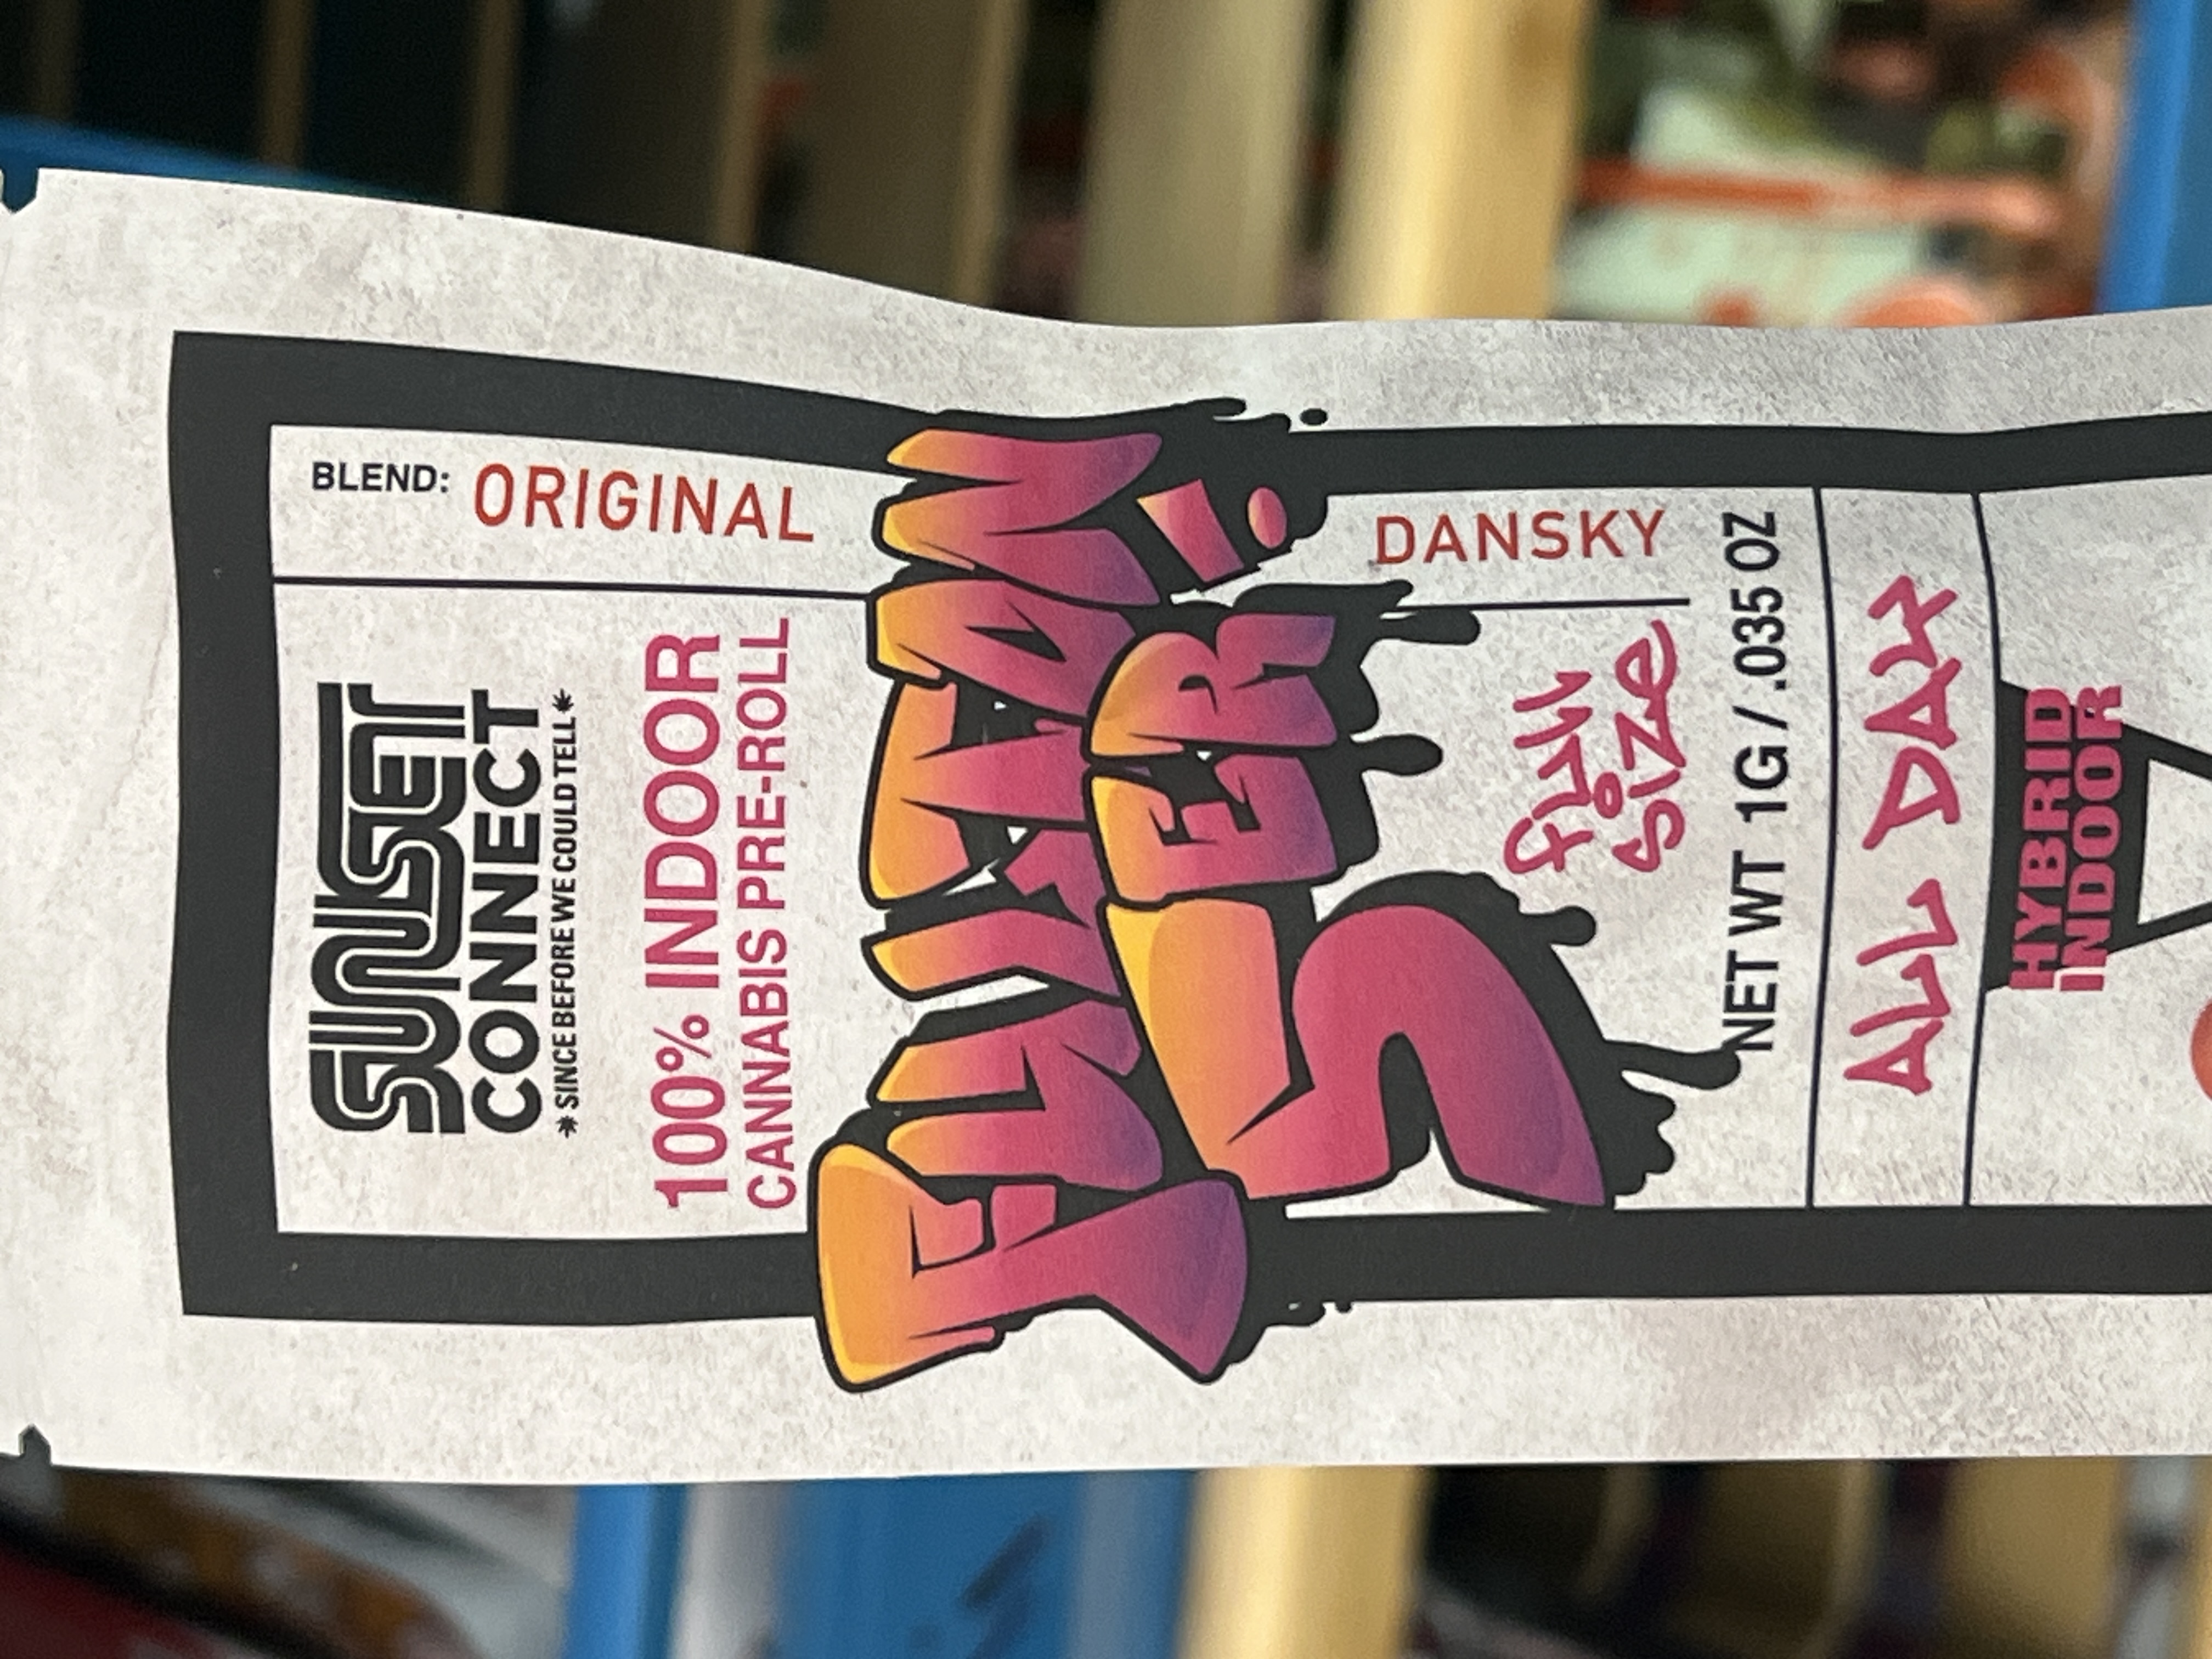 SUNSET
CONNECT
SINCE BEFORE WE COULD TELL
100% INDOOR
CANNABIS PRE-ROLL
BLEND: ORIGINAL
DANSKY
full
size
NET WT 1G / .035 OZ
ALL DAY
HYBRID
INDOOR